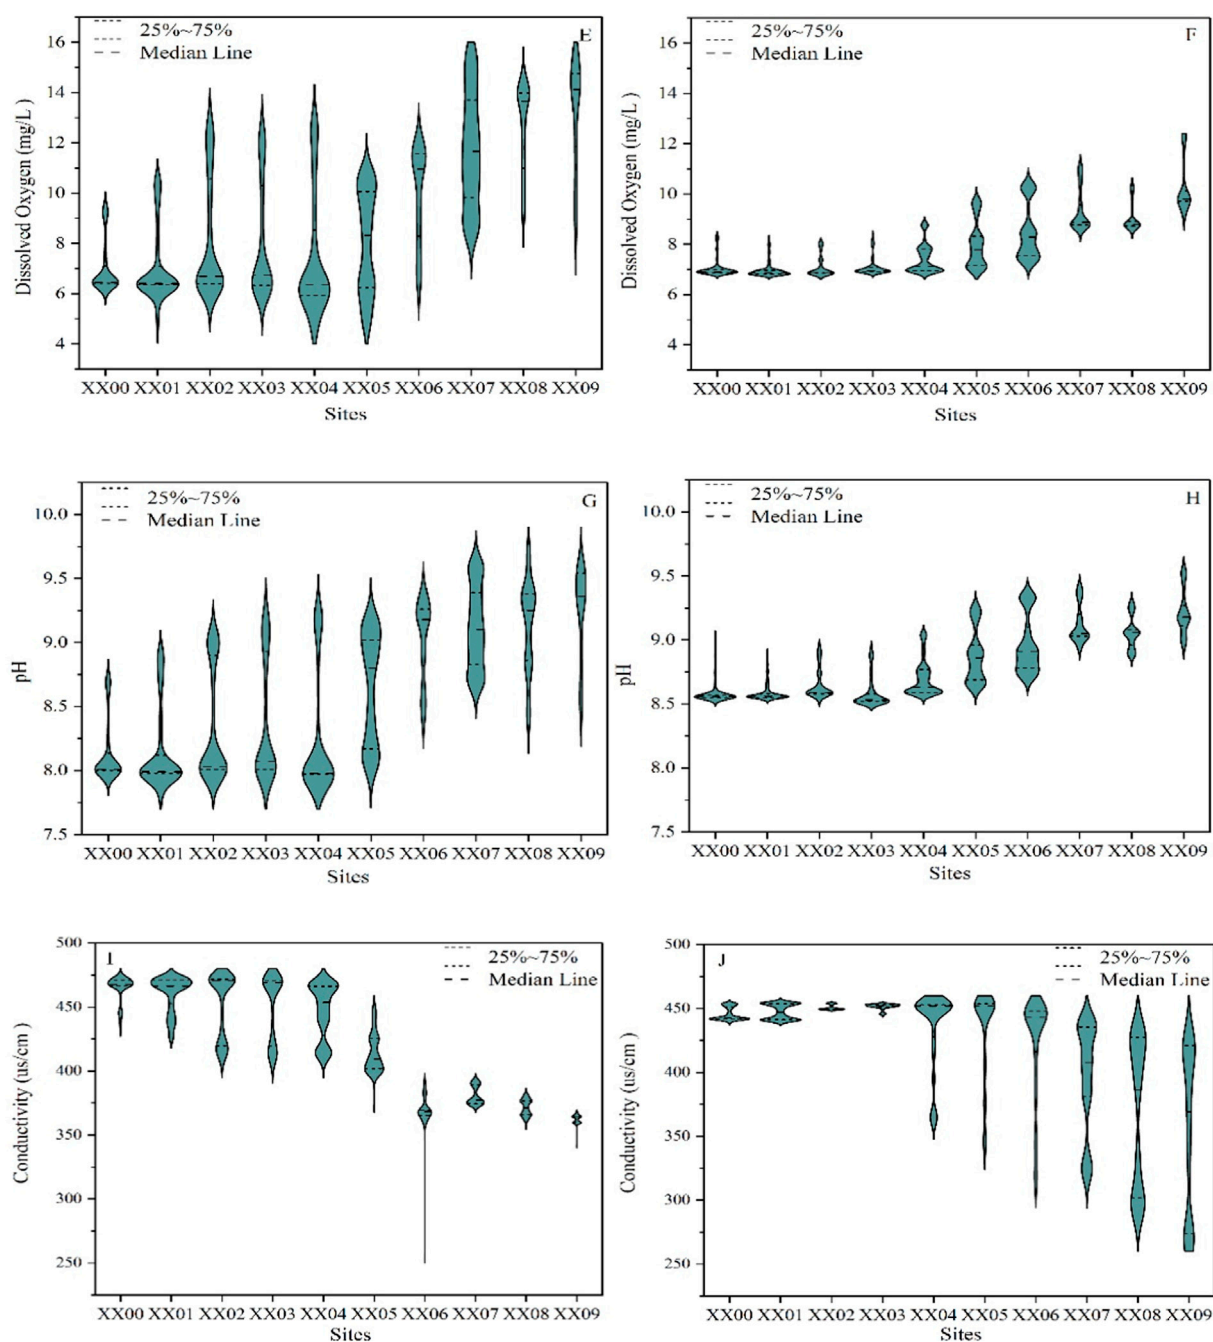 25%~75%
Median Line
E
16
14
12
10
8
6
4
Dissolved Oxygen (mg/L )
XX00 XX01 XX02 XX03 XX04 XX05 XX06 XX07 XX08 XX09
Sites
25%~75%
Median Line
F
16
14
12
10
8
6
4
Dissolved Oxygen (mg/L )
XX00 XX01 XX02 XX03 XX04 XX05 XX06 XX07 XX08 XX09
Sites
25%~75%
Median Line
G
10.0
9.5
9.0
8.5
8.0
7.5
pH
XX00 XX01 XX02 XX03 XX04 XX05 XX06 XX07 XX08 XX09
Sites
25%~75%
Median Line
H
10.0
9.5
9.0
8.5
8.0
7.5
pH
XX00 XX01 XX02 XX03 XX04 XX05 XX06 XX07 XX08 XX09
Sites
I
25%~75%
Median Line
500
450
400
350
300
250
Conductivity (us/cm )
XX00 XX01 XX02 XX03 XX04 XX05 XX06 XX07 XX08 XX09
Sites
J
25%~75%
Median Line
500
450
400
350
300
250
Conductivity (us/cm )
XX00 XX01 XX02 XX03 XX04 XX05 XX06 XX07 XX08 XX09
Sites